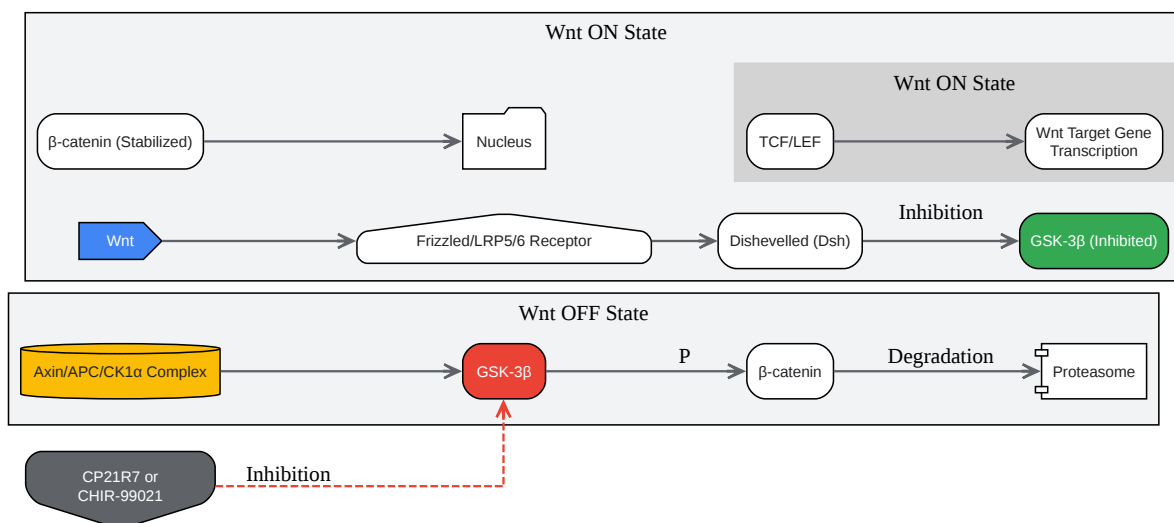 Wnt ON State
Wnt ON State
β-catenin (Stabilized)
Nucleus
TCF/LEF
Wnt Target Gene
Transcription
Wnt
Frizzled/LRP5/6 Receptor
Dishevelled (Dsh)
Inhibition
GSK-3β (Inhibited)
Wnt OFF State
Axin/APC/CK1α Complex
GSK-3β
P
β-catenin
Degradation
Proteasome
CP21R7 or
CHIR-99021
Inhibition